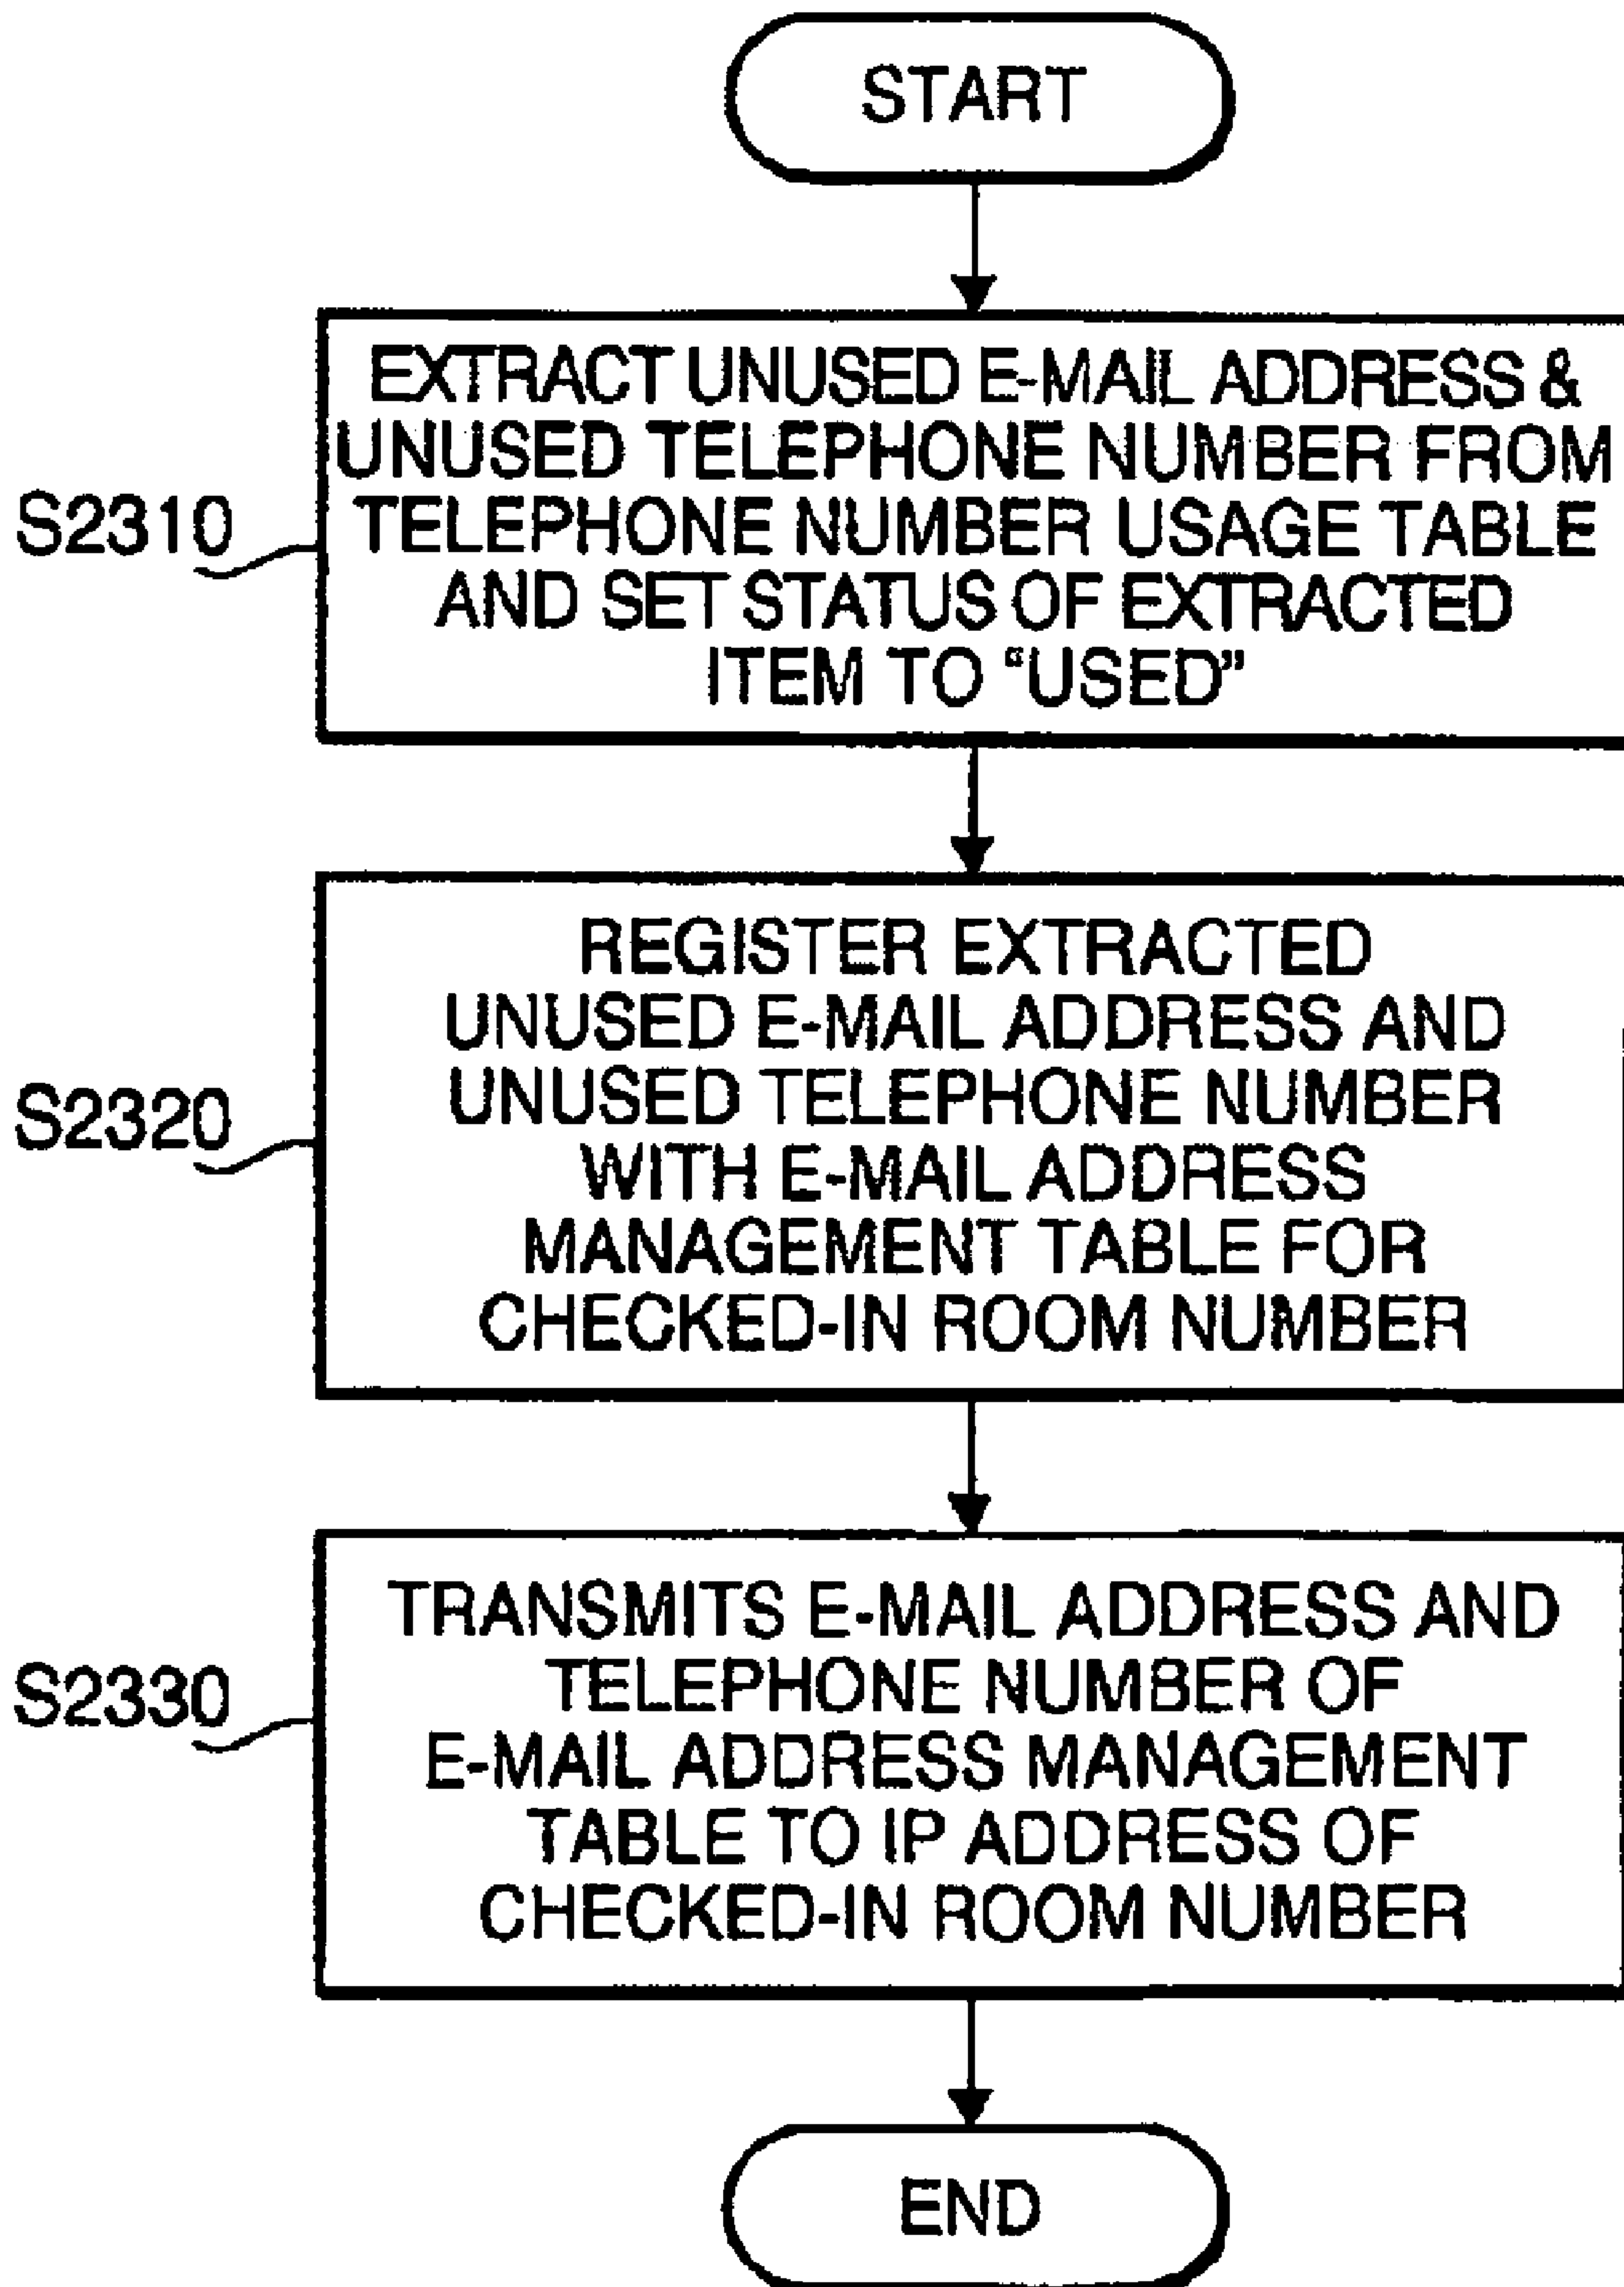 START
EXTRACT UNUSED E-MAIL ADDRESS &
UNUSED TELEPHONE NUMBER FROM
TELEPHONE NUMBER USAGE TABLE
AND SET STATUS OF EXTRACTED
ITEM TO “USED”
S2310
REGISTER EXTRACTED
UNUSED E-MAIL ADDRESS AND
UNUSED TELEPHONE NUMBER
WITH E-MAIL ADDRESS
MANAGEMENT TABLE FOR
CHECKED-IN ROOM NUMBER
S2320
TRANSMITS E-MAIL ADDRESS AND
TELEPHONE NUMBER OF
E-MAIL ADDRESS MANAGEMENT
TABLE TO IP ADDRESS OF
CHECKED-IN ROOM NUMBER
S2330
END